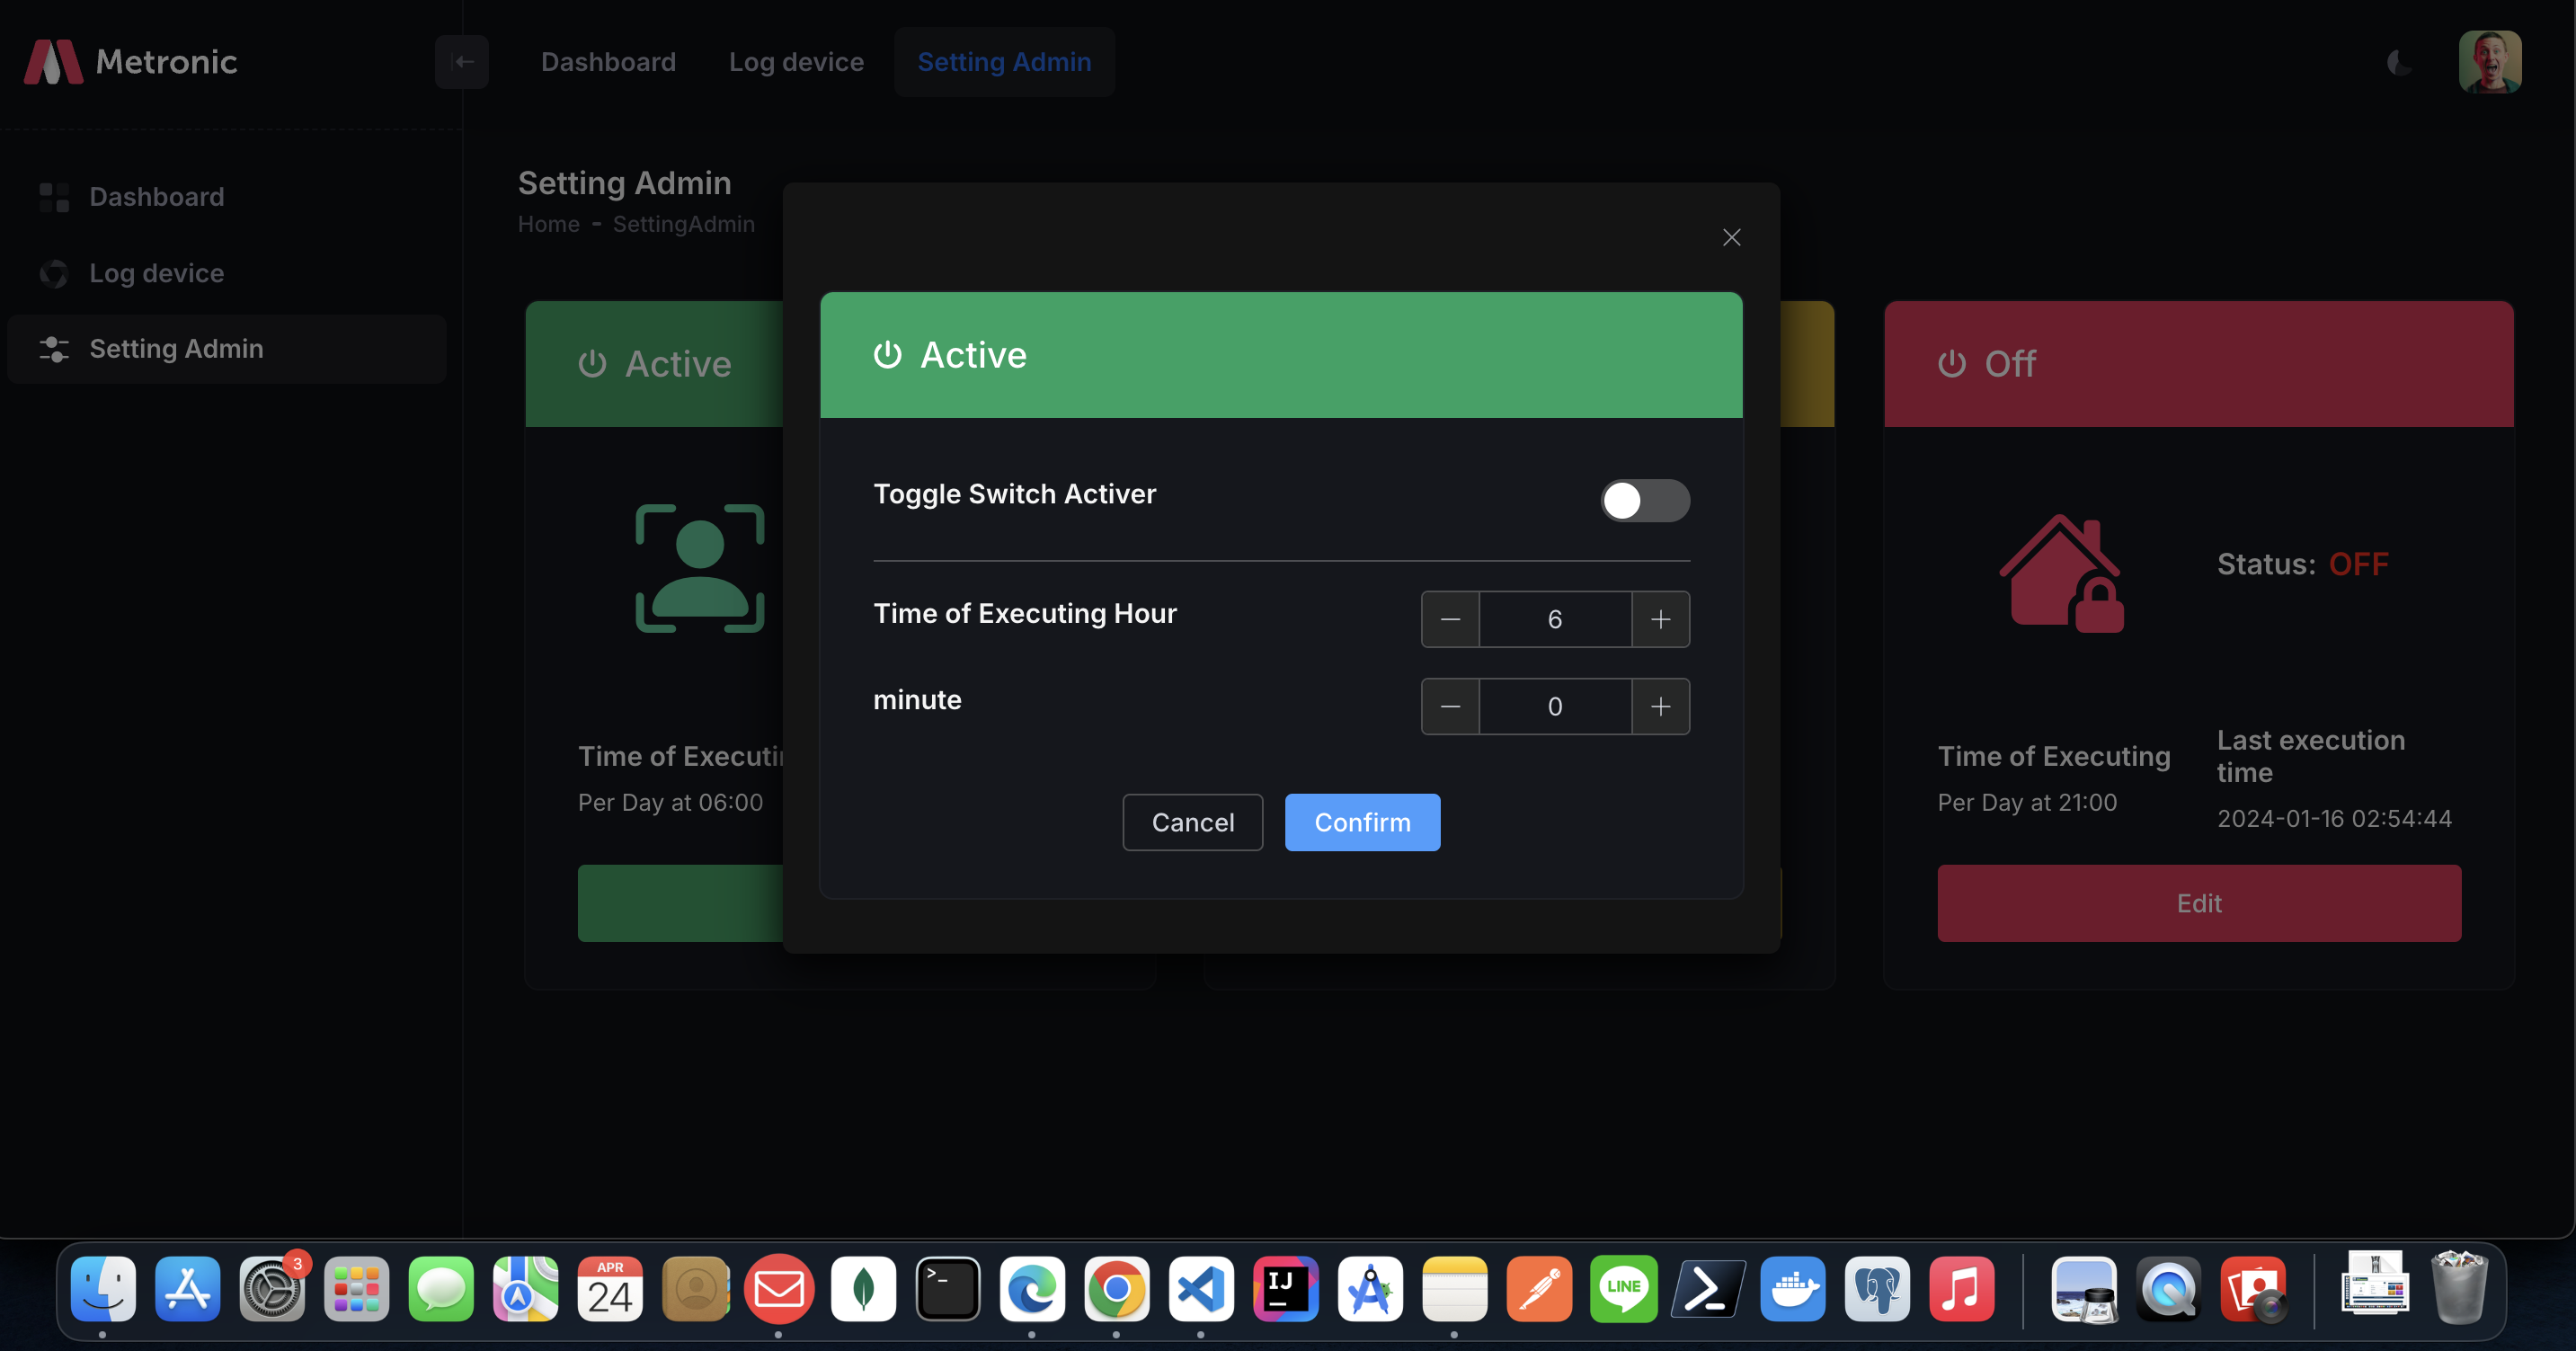 Metronic
Dashboard
Log device
Setting Admin
Dashboard
Log device
Setting Admin
Setting Admin
Home - SettingAdmin
Active
Time of Executi
Per Day at 06:00
Active
Toggle Switch Activer
Time of Executing Hour
6
minute
0
Cancel
Confirm
Off
Status: OFF
Time of Executing
Per Day at 21:00
Last execution
time
2024-01-16 02:54:44
Edit
3
APR
24
>_
IJ
LINE